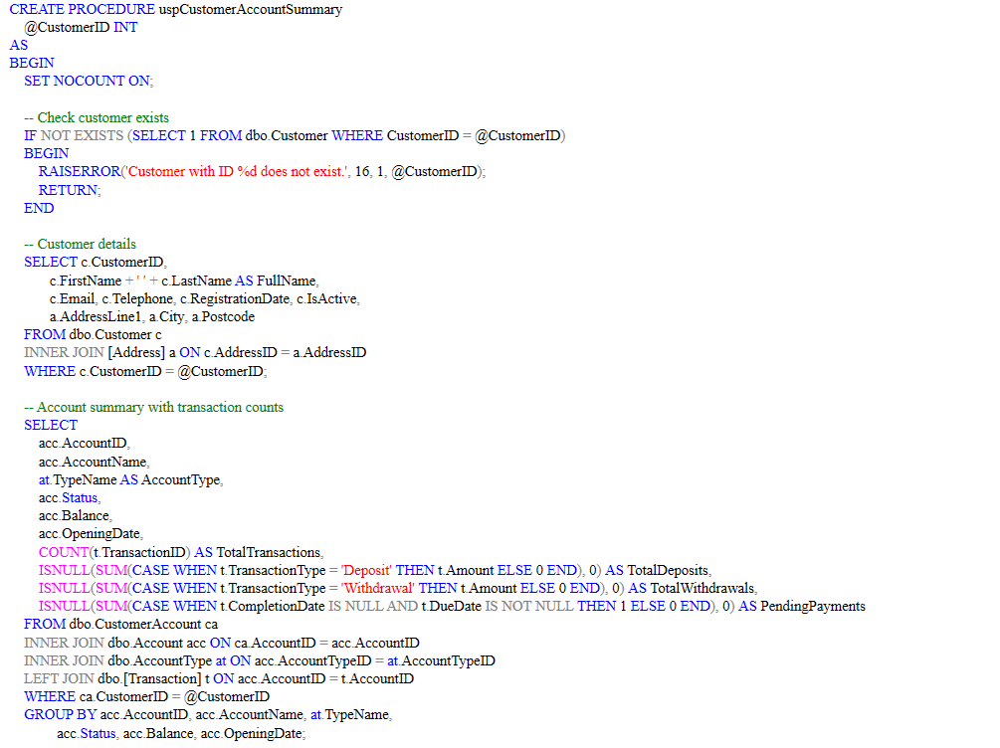 CREATE PROCEDURE uspCustomerAccountSummary
@CustomerID INT
AS
BEGIN
SET NOCOUNT ON;
-- Check customer exists
IF NOT EXISTS (SELECT 1 FROM dbo.Customer WHERE CustomerID = @CustomerID)
BEGIN
RAISERROR('Customer with ID %d does not exist.', 16, 1, @CustomerID);
RETURN;
END
-- Customer details
SELECT c.CustomerID,
c.FirstName + ' ' + c.LastName AS FullName,
c.Email, c.Telephone, c.RegistrationDate, c.IsActive,
a.AddressLine1, a.City, a.Postcode
FROM dbo.Customer c
INNER JOIN [Address] a ON c.AddressID = a.AddressID
WHERE c.CustomerID = @CustomerID;
-- Account summary with transaction counts
SELECT
acc.AccountID,
acc.AccountName,
at.TypeName AS AccountType,
acc.Status,
acc.Balance,
acc.OpeningDate,
COUNT(t.TransactionID) AS TotalTransactions,
ISNULL(SUM(CASE WHEN t.TransactionType = 'Deposit' THEN t.Amount ELSE 0 END), 0) AS TotalDeposits,
ISNULL(SUM(CASE WHEN t.TransactionType = 'Withdrawal' THEN t.Amount ELSE 0 END), 0) AS TotalWithdrawals,
ISNULL(SUM(CASE WHEN t.CompletionDate IS NULL AND t.DueDate IS NOT NULL THEN 1 ELSE 0 END), 0) AS PendingPayments
FROM dbo.CustomerAccount ca
INNER JOIN dbo.Account acc ON ca.AccountID = acc.AccountID
INNER JOIN dbo.AccountType at ON acc.AccountTypeID = at.AccountTypeID
LEFT JOIN dbo.[Transaction] t ON acc.AccountID = t.AccountID
WHERE ca.CustomerID = @CustomerID
GROUP BY acc.AccountID, acc.AccountName, at.TypeName,
acc.Status, acc.Balance, acc.OpeningDate;